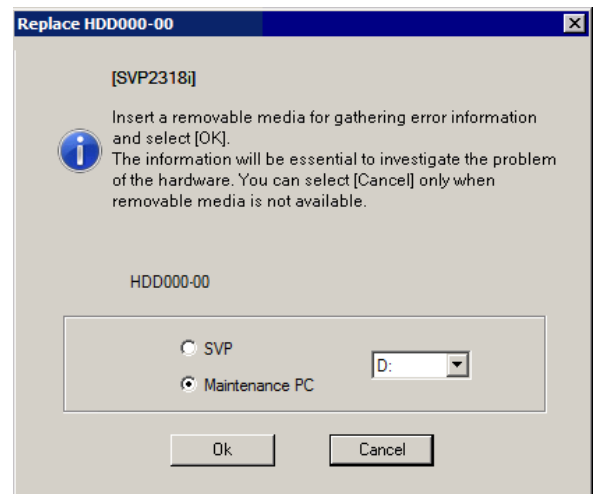 Replace HDD000-00
[SVP2318i]
Insert a removable media for gathering error information
and select [OK].
The information will be essential to investigate the problem
of the hardware. You can select [Cancel] only when
removable media is not available.
HDD000-00
SVP
D:
Maintenance PC
Ok
Cancel